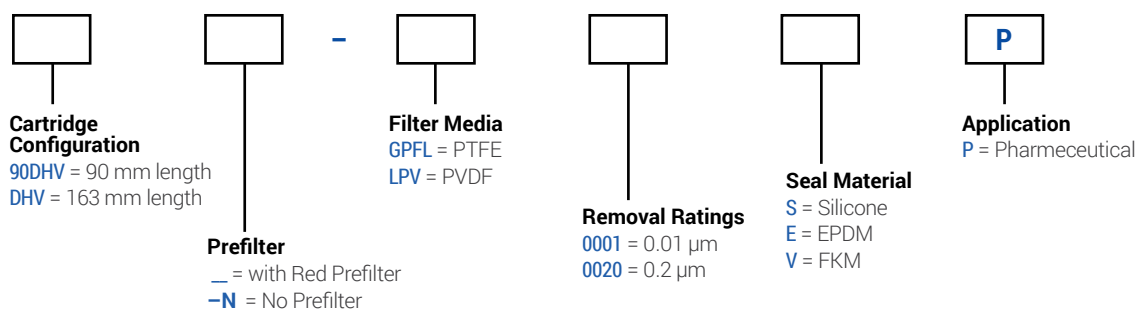 –
P
Cartridge
Configuration
90DHV = 90 mm length
DHV = 163 mm length
Prefilter
_ = with Red Prefilter
–N = No Prefilter
Filter Media
GPFL = PTFE
LPV = PVDF
Removal Ratings
0001 = 0.01 µm
0020 = 0.2 µm
Seal Material
S = Silicone
E = EPDM
V = FKM
Application
P = Pharmeceutical